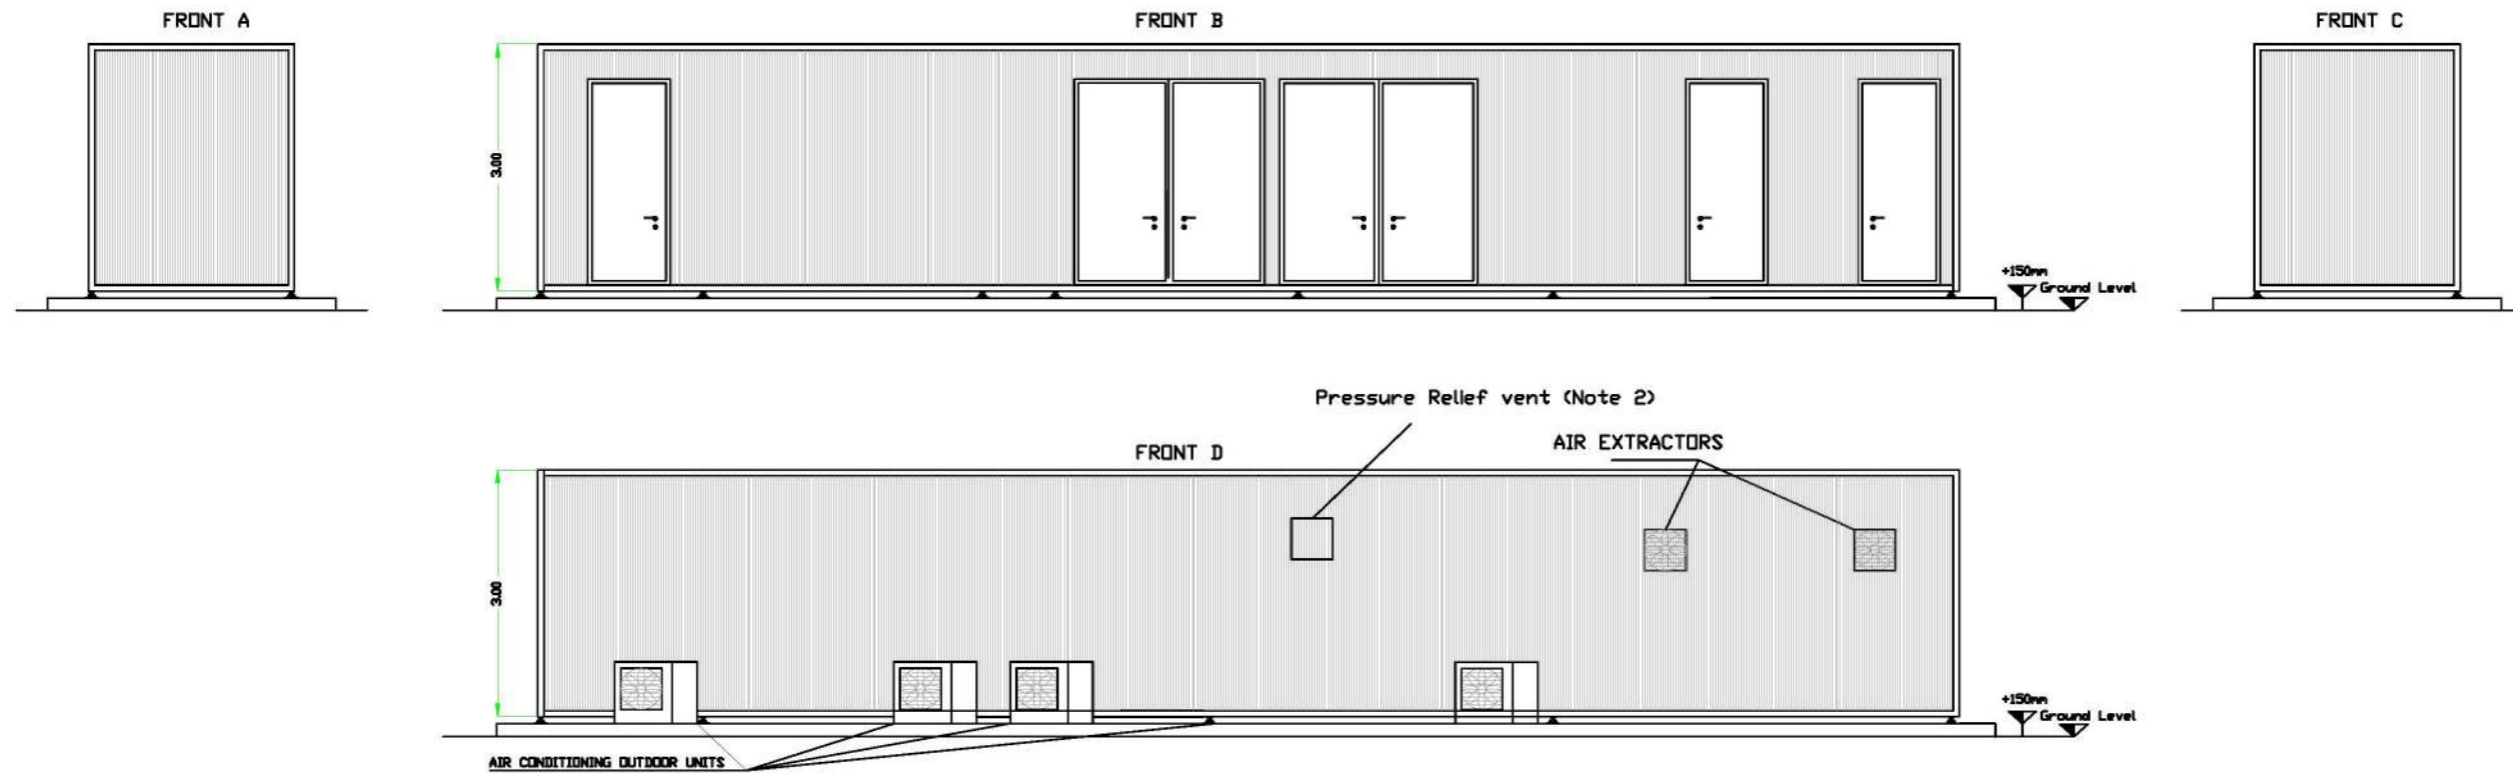 FRONT A
FRONT B
FRONT C
3.00
+150mm
Ground Level
Pressure Relief vent (Note 2)
AIR EXTRACTORS
FRONT D
3.00
+150mm
Ground Level
AIR CONDITIONING OUTDOOR UNITS